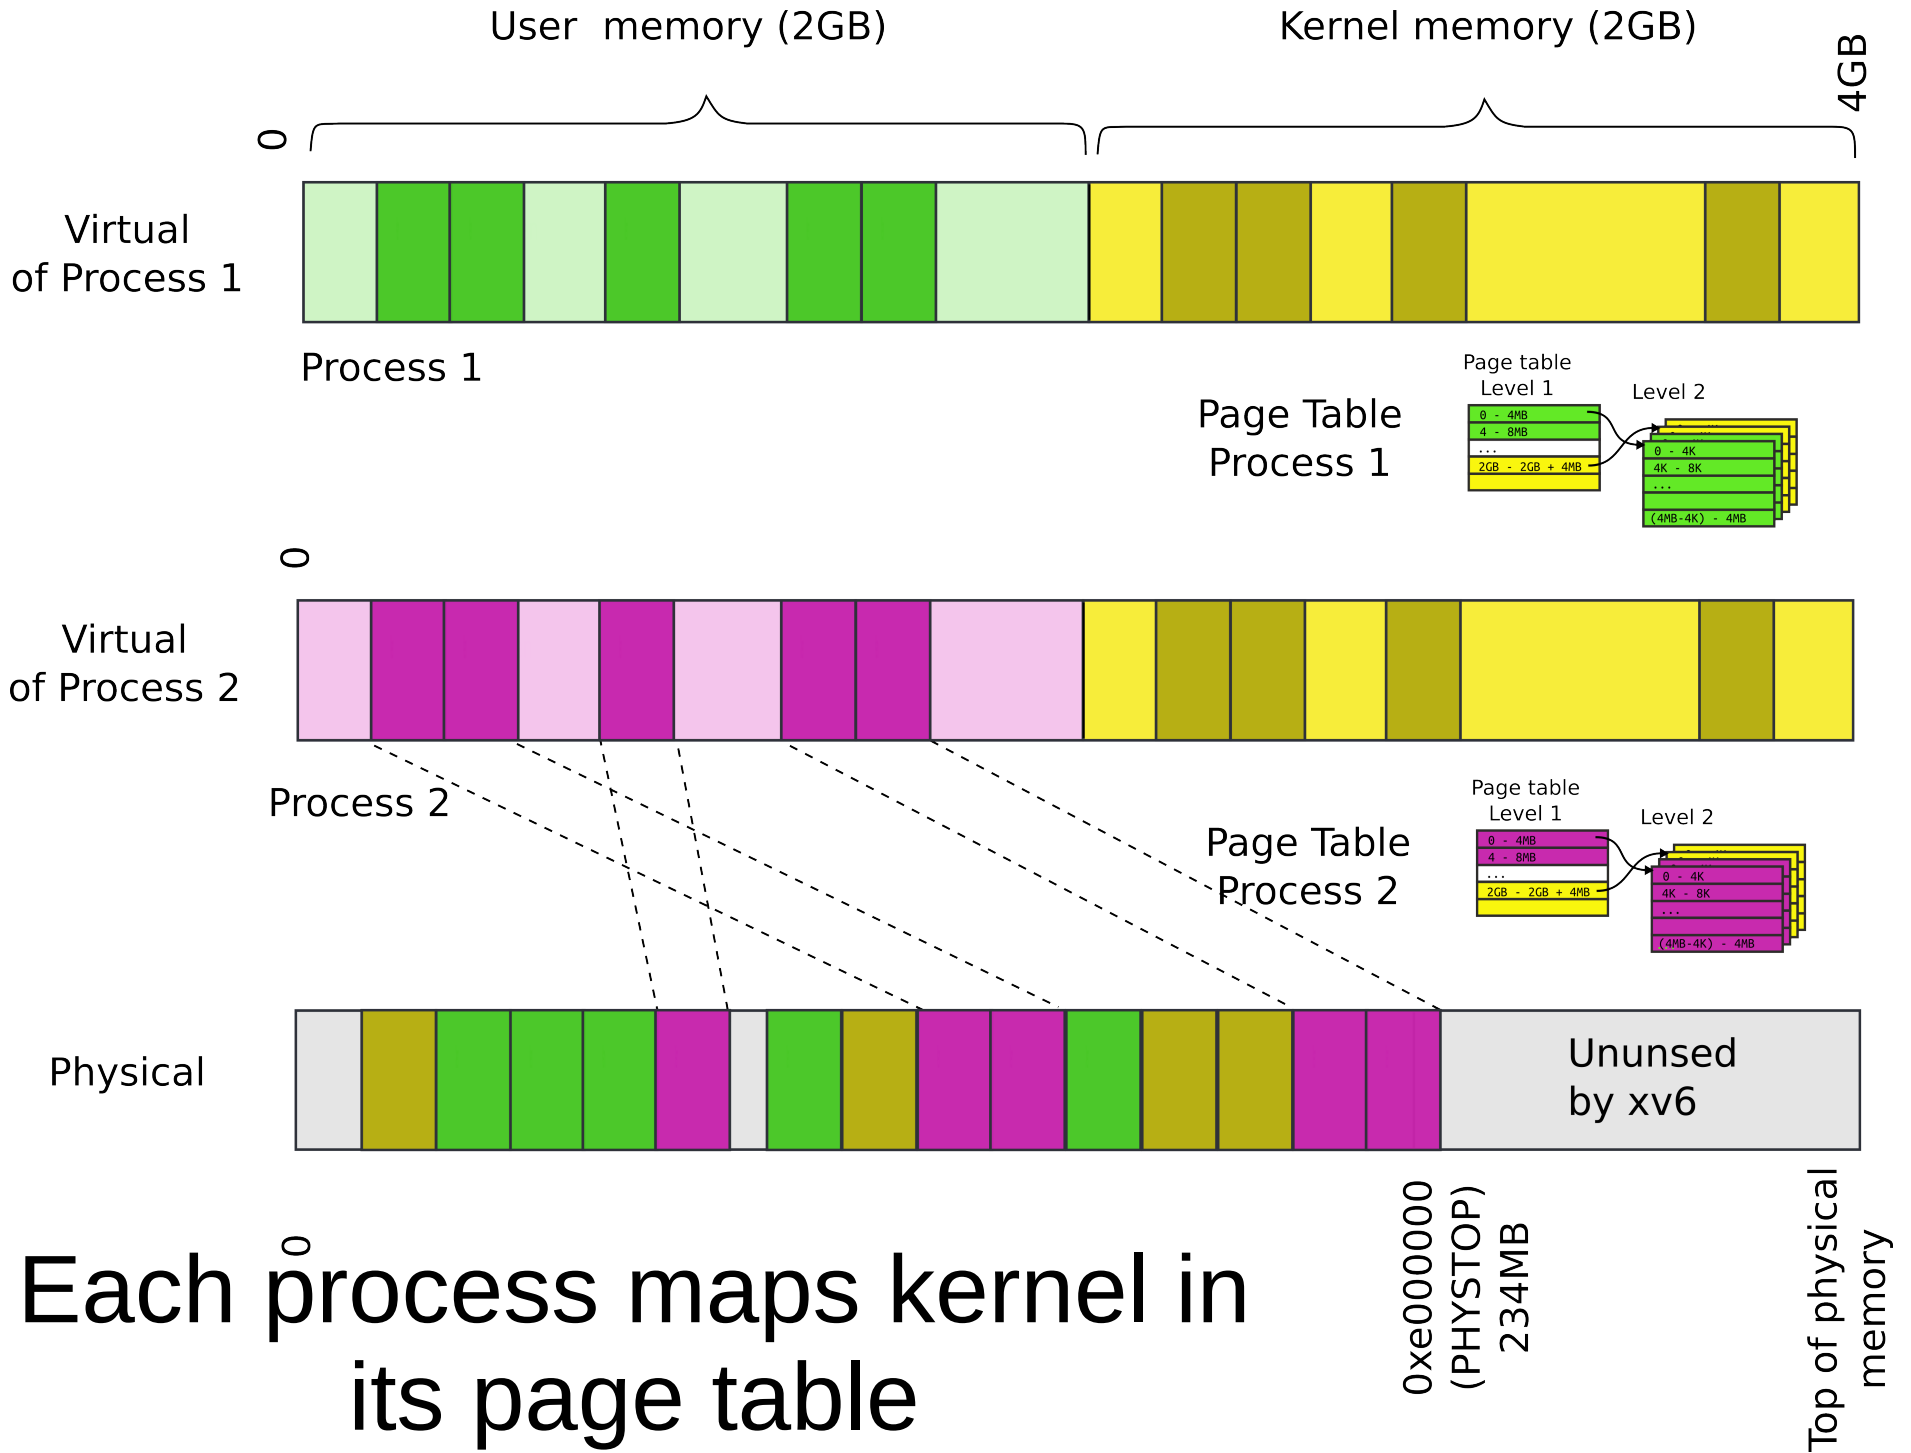 User  memory (2GB)
Kernel memory (2GB)
4GB
0
Virtual
of Process 1
Process 1
Page Table
Process 1
Page table
Level 1
Level 2
0 - 4MB
4 - 8MB
...
2GB - 2GB + 4MB
0 - 4K
4K - 8K
...
(4MB-4K) - 4MB
0
Virtual
of Process 2
Process 2
Page Table
Process 2
Page table
Level 1
Level 2
0 - 4MB
4 - 8MB
...
2GB - 2GB + 4MB
0 - 4K
4K - 8K
...
(4MB-4K) - 4MB
Physical
Ununsed
by xv6
0
0xe000000
(PHYSTOP)
234MB
Top of physical
memory
Each process maps kernel in
its page table